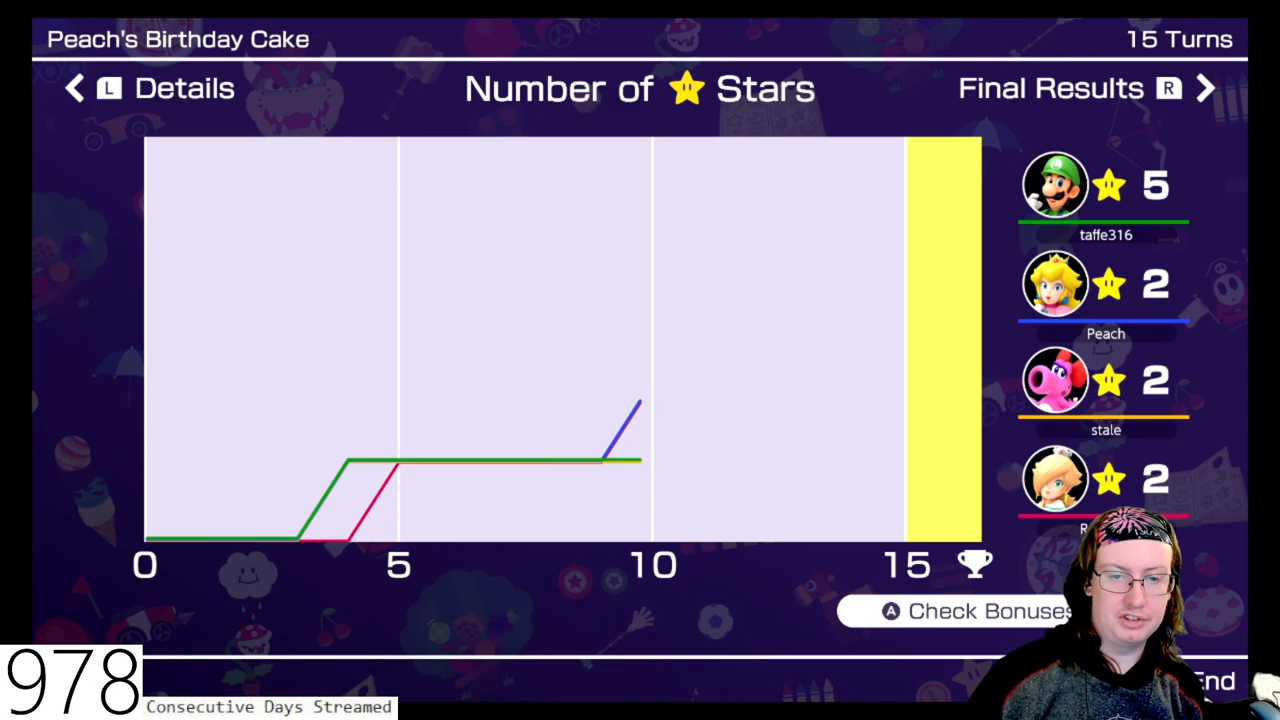 Peach's Birthday Cake
15 Turns
L Details
Number of Stars
Final Results R
5
taffe316
2
Peach
2
stale
2
0 5 10 15
A Check Bonuses
978 Consecutive Days Streamed
End